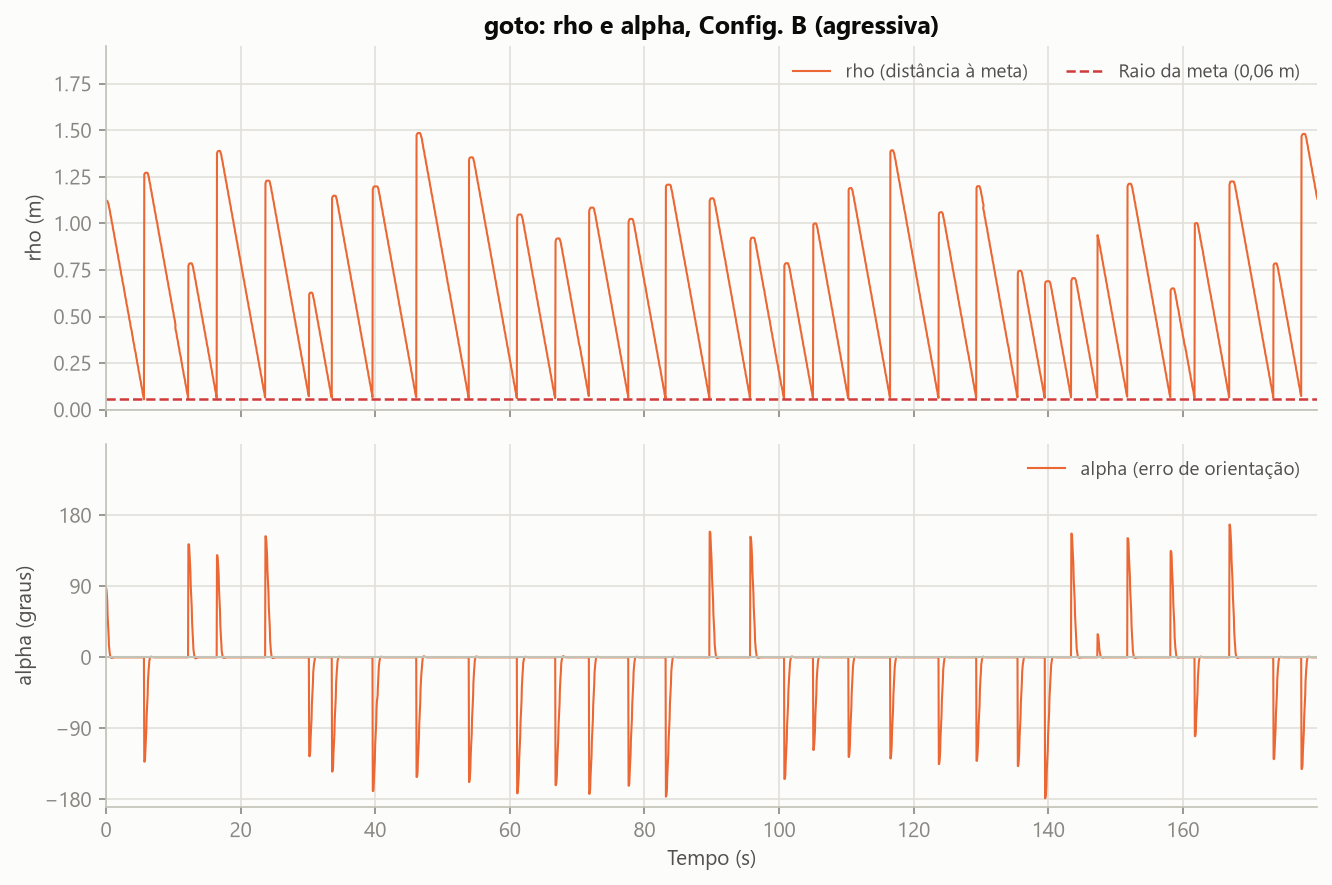 goto: rho e alpha, Config. B (agressiva)
rho (distância à meta)
Raio da meta (0,06 m)
rho (m)
1.75
1.50
1.25
1.00
0.75
0.50
0.25
0.00
alpha (erro de orientação)
alpha (graus)
180
90
0
−90
−180
0 20 40 60 80 100 120 140 160
Tempo (s)